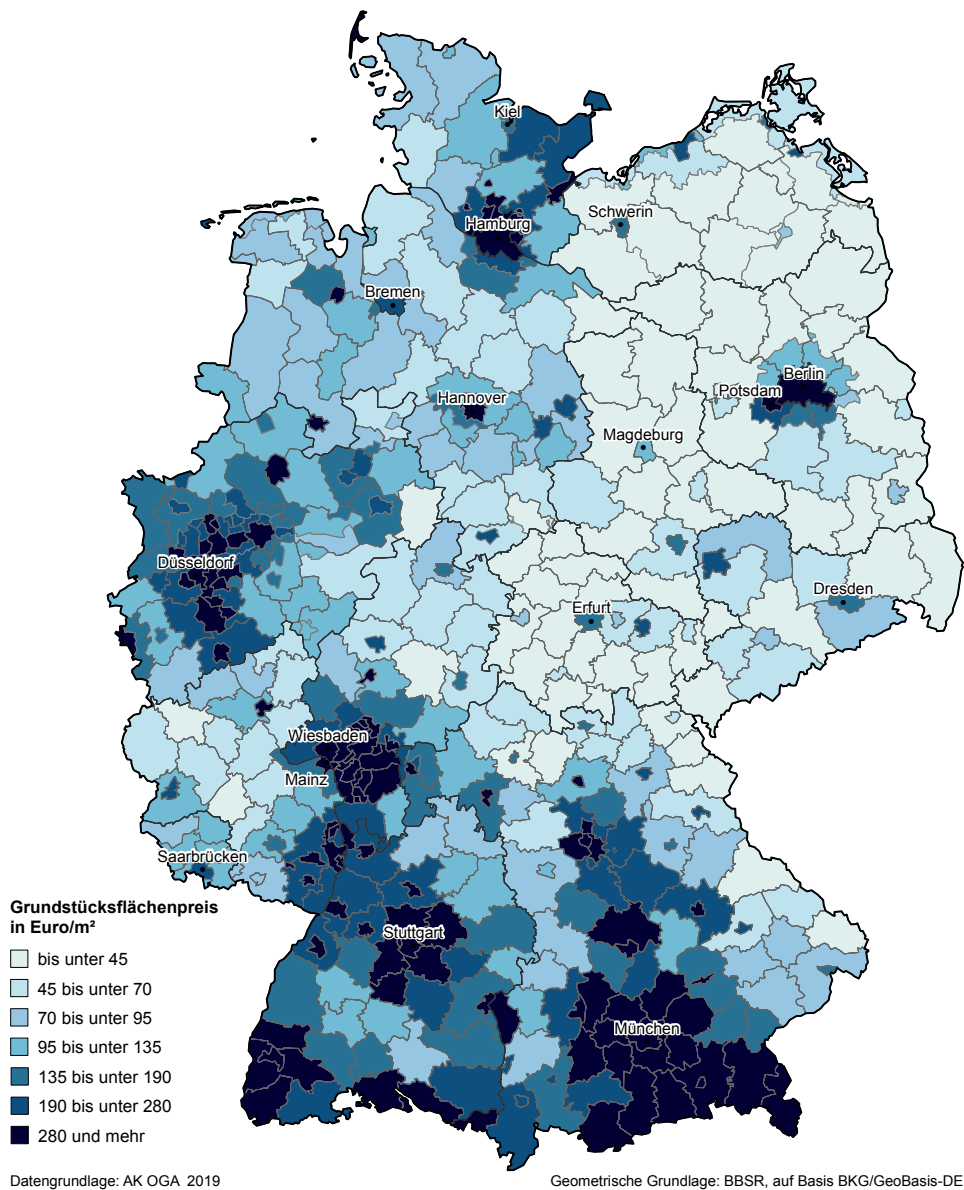 Kiel
Schwerin
Hamburg
Bremen
Berlin
Potsdam
Hannover
Magdeburg
Düsseldorf
Dresden
Erfurt
Wiesbaden
Mainz
Saarbrücken
Stuttgart
München
Grundstücksflächenpreis
in Euro/m²
bis unter 45
45 bis unter 70
70 bis unter 95
95 bis unter 135
135 bis unter 190
190 bis unter 280
280 und mehr
Datengrundlage: AK OGA 2019
Geometrische Grundlage: BBSR, auf Basis BKG/GeoBasis-DE